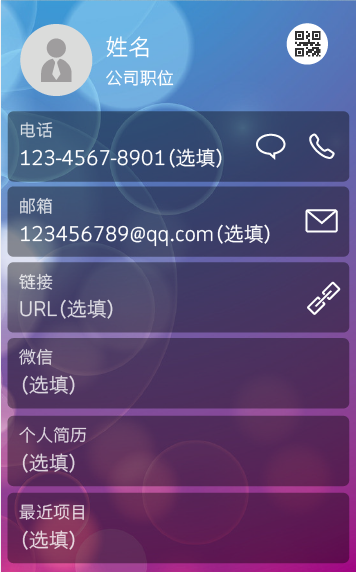 姓名
公司职位
电话
123-4567-8901(选填)
邮箱
123456789@qq.com(选填)
链接
URL(选填)
微信
(选填)
个人简历
(选填)
最近项目
(选填)